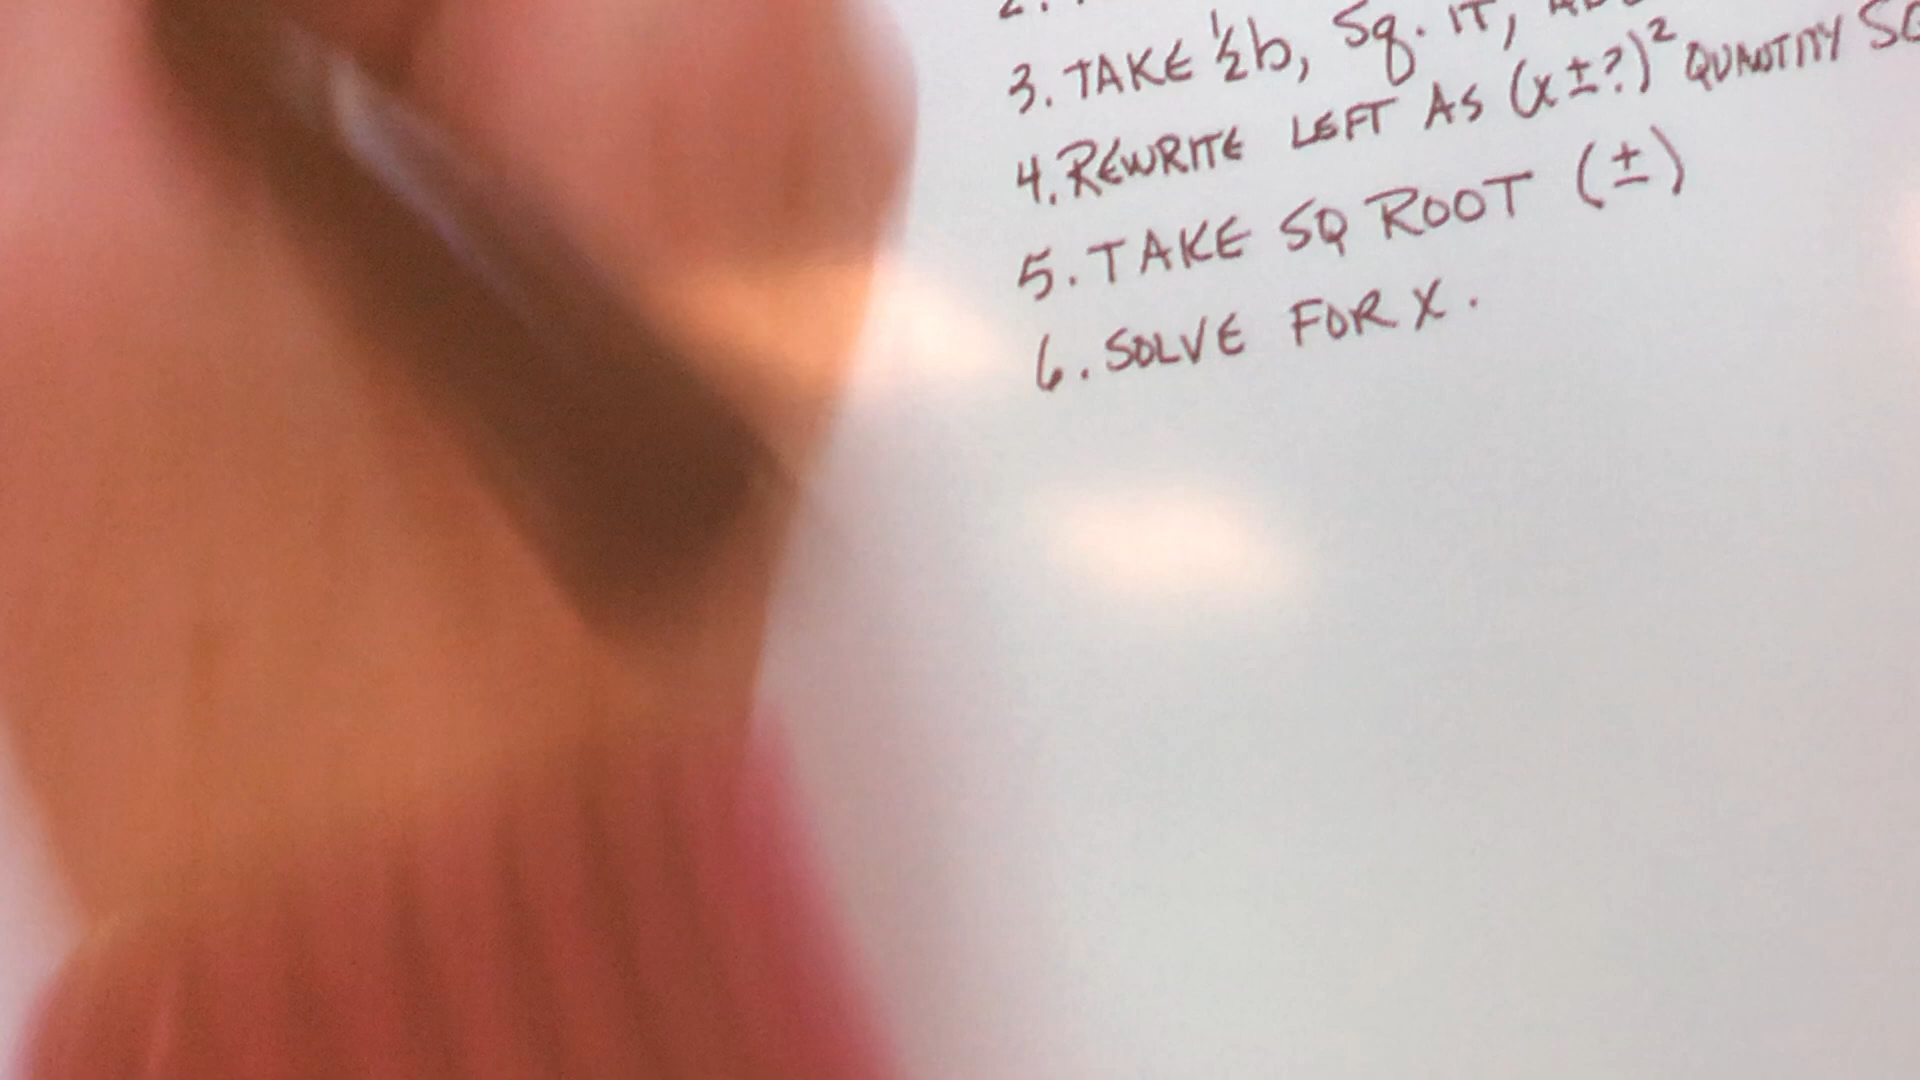 2.
3. TAKE ½b, Sq. IT,
4. REWRITE LEFT AS (x±?)² QUANTITY
5. TAKE SQ ROOT (±)
6. SOLVE FOR X.